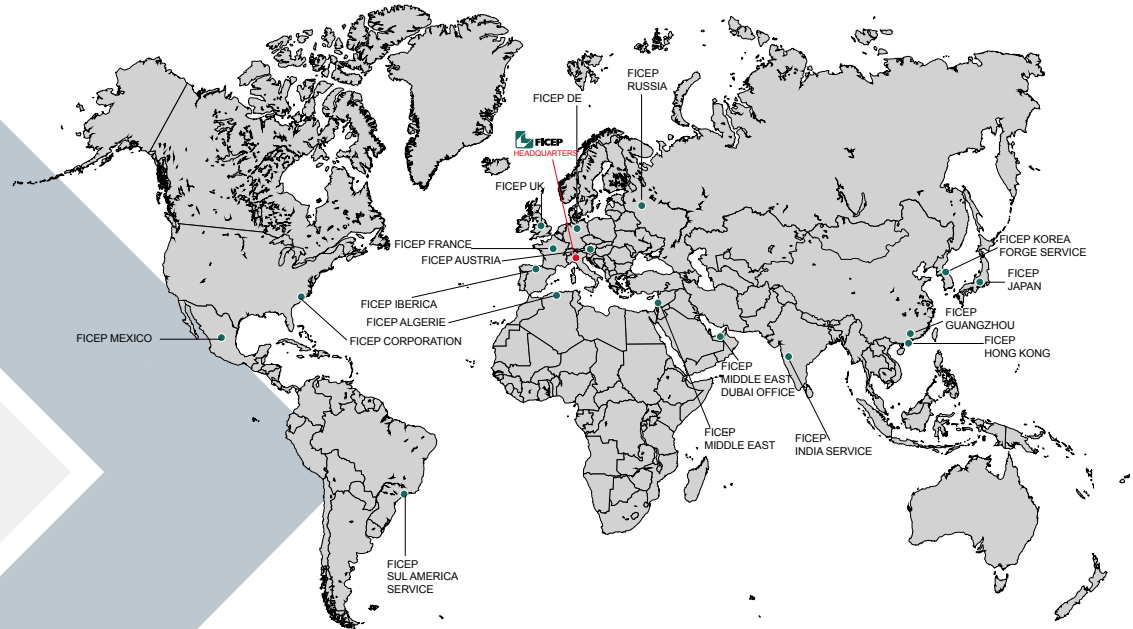 FICEP
RUSSIA
FICEP DE
FICEP
HEADQUARTERS
FICEP UK
FICEP FRANCE
FICEP AUSTRIA
FICEP IBERICA
FICEP ALGERIE
FICEP MEXICO
FICEP CORPORATION
FICEP KOREA
FORGE SERVICE
FICEP
JAPAN
FICEP
GUANGZHOU
FICEP
HONG KONG
FICEP
MIDDLE EAST
DUBAI OFFICE
FICEP
MIDDLE EAST
FICEP
INDIA SERVICE
FICEP
SUL AMERICA
SERVICE